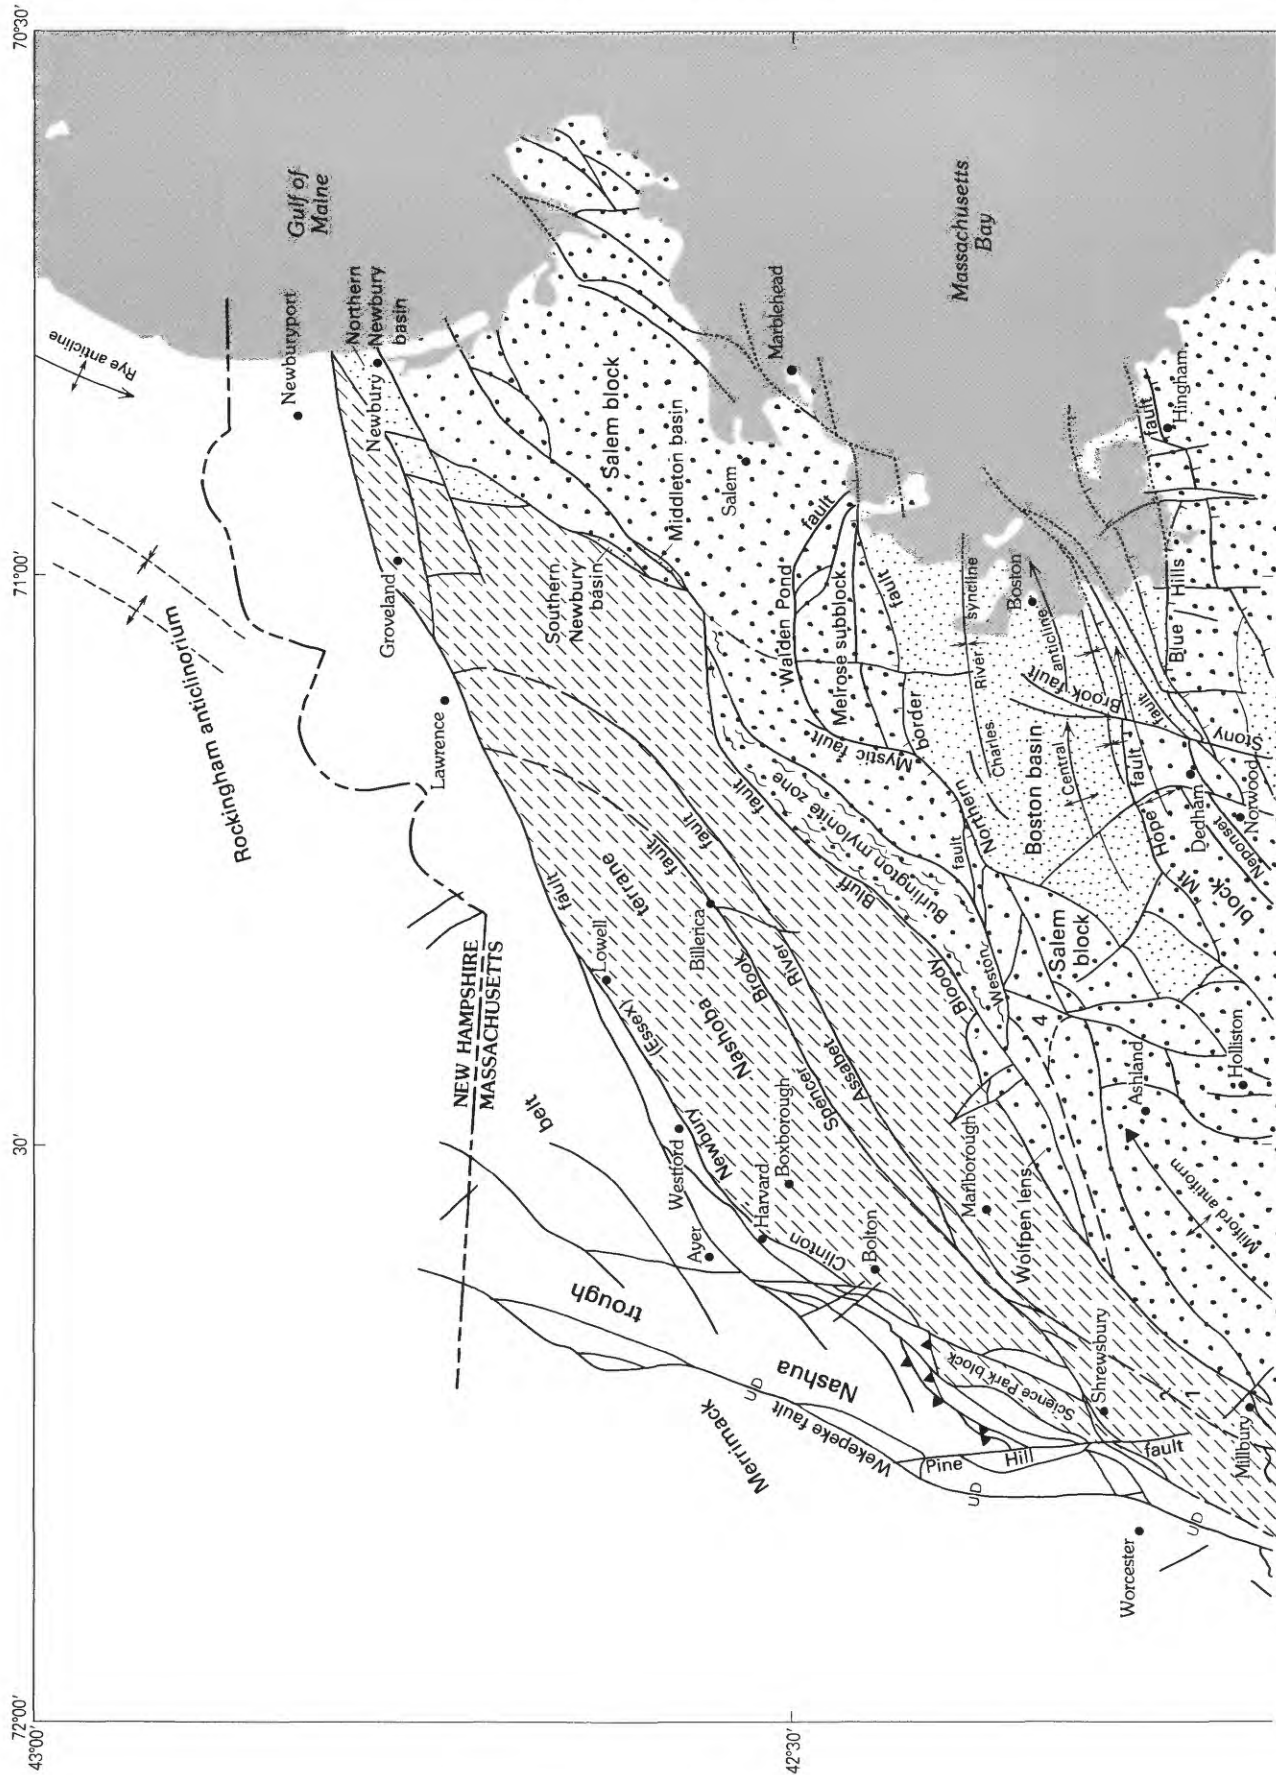 72°00'
30'
71°00'
70°30'
43°00'
42°30'
Rye anticline
Gulf of
Maine
Newburyport
Northern
Newbury
basin
Newbury
Rockingham anticlinorium
Groveland
Lawrence
NEW HAMPSHIRE
MASSACHUSETTS
Salem block
Middleton basin
Southern
Newbury
basin
Salem
Marblehead
Massachusetts
Bay
fault
Lowell
(Essex)
Newbury
Clinton
terrane
Nashoba
fault
Brook
Spencer
Billerica
fault
River
Assabet
Walden Pond
fault
Melrose subblock
Mystic fault
fault
border
Northern
fault
Bluff
Bloody
Burlington mylonite zone
syncline
River
Charles
Boston
anticline
Central
Boston basin
Brook fault
Stony
fault
Hope
Mt
fault
Neponset
Blue
Hills
fault
Hingham
Dedham
Norwood
block
fault
Weston
Salem
block
4
Ashland
Holliston
Milford antiform
Wolfpen lens
Marlborough
Boxborough
Harvard
Westford
Ayer
Bolton
belt
trough
Nashua
Merrimack
U D
Wekepeke fault
Science Park block
Shrewsbury
2
1
Pine
Hill
fault
U D
U D
Millbury
Worcester